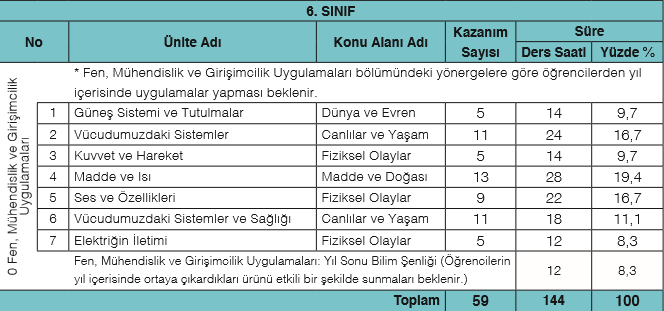 6. SINIF
No Ünite Adı Konu Alanı Adı Kazanım Sayısı Süre
Ders Saati Yüzde %
0 Fen, Mühendislik ve Girişimcilik
Uygulamaları
* Fen, Mühendislik ve Girişimcilik Uygulamaları bölümündeki yönergelere göre öğrencilerden yıl
içerisinde uygulamalar yapması beklenir.
1 Güneş Sistemi ve Tutulmalar Dünya ve Evren 5 14 9,7
2 Vücudumuzdaki Sistemler Canlılar ve Yaşam 11 24 16,7
3 Kuvvet ve Hareket Fiziksel Olaylar 5 14 9,7
4 Madde ve Isı Madde ve Doğası 13 28 19,4
5 Ses ve Özellikleri Fiziksel Olaylar 9 22 16,7
6 Vücudumuzdaki Sistemler ve Sağlığı Canlılar ve Yaşam 11 18 11,1
7 Elektriğin İletimi Fiziksel Olaylar 5 12 8,3
Fen, Mühendislik ve Girişimcilik Uygulamaları: Yıl Sonu Bilim Şenliği (Öğrencilerin
yıl içerisinde ortaya çıkardıkları ürünü etkili bir şekilde sunmaları beklenir.) 12 8,3
Toplam 59 144 100